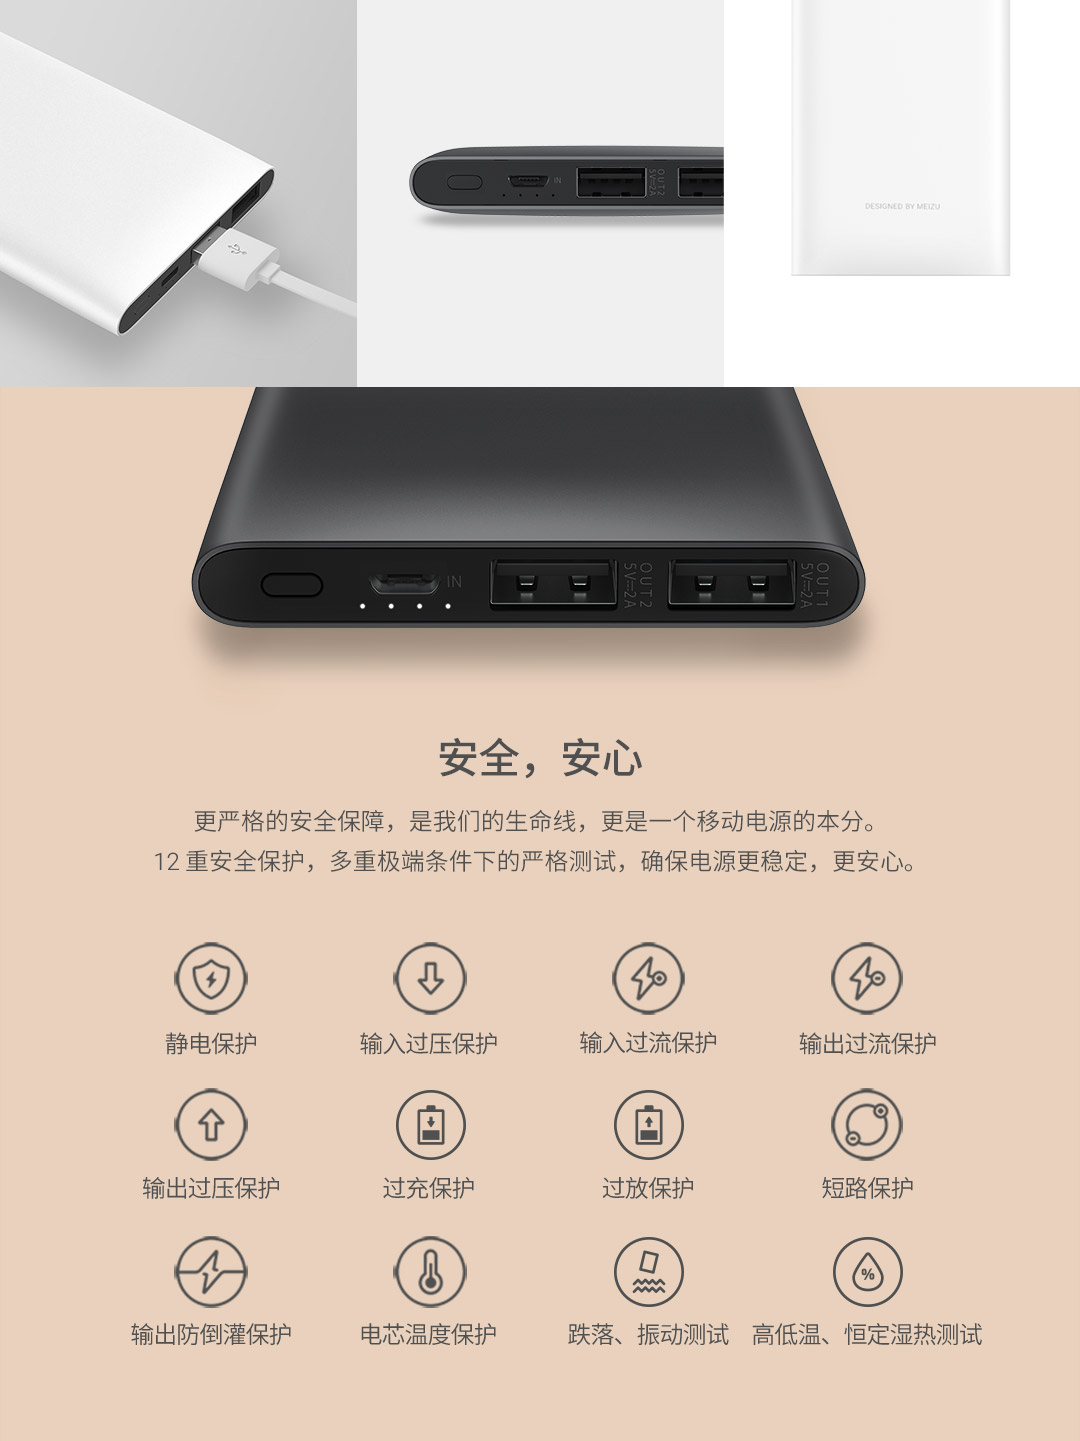 IN
OUT2
5V⎓2A
DESIGNED BY MEIZU
IN
OUT2
5V⎓2A
OUT1
5V⎓2A
安全，安心
更严格的安全保障，是我们的生命线，更是一个移动电源的本分。
12 重安全保护，多重极端条件下的严格测试，确保电源更稳定，更安心。
静电保护
输入过压保护
输入过流保护
输出过流保护
输出过压保护
过充保护
过放保护
短路保护
%
输出防倒灌保护
电芯温度保护
跌落、振动测试
高低温、恒定湿热测试